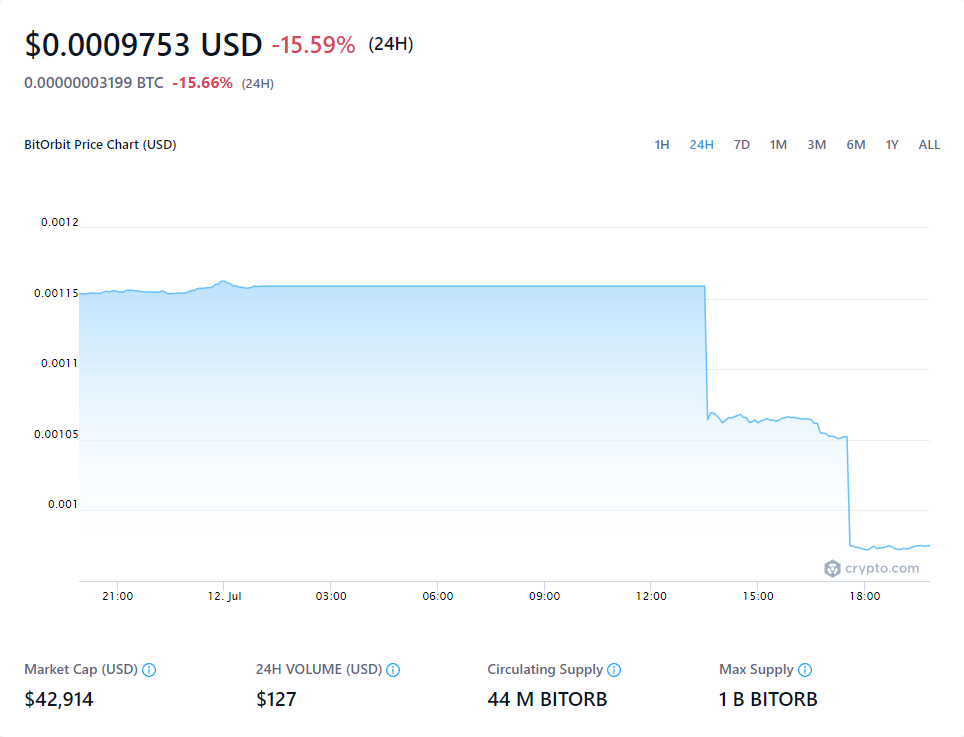 $0.0009753 USD -15.59% (24H)
0.00000003199 BTC -15.66% (24H)
BitOrbit Price Chart (USD) 1H 24H 7D 1M 3M 6M 1Y ALL
0.0012
0.00115
0.0011
0.00105
0.001
crypto.com
21:00 12. Jul 03:00 06:00 09:00 12:00 15:00 18:00
Market Cap (USD) 24H VOLUME (USD) Circulating Supply Max Supply
$42,914 $127 44 M BITORB 1 B BITORB